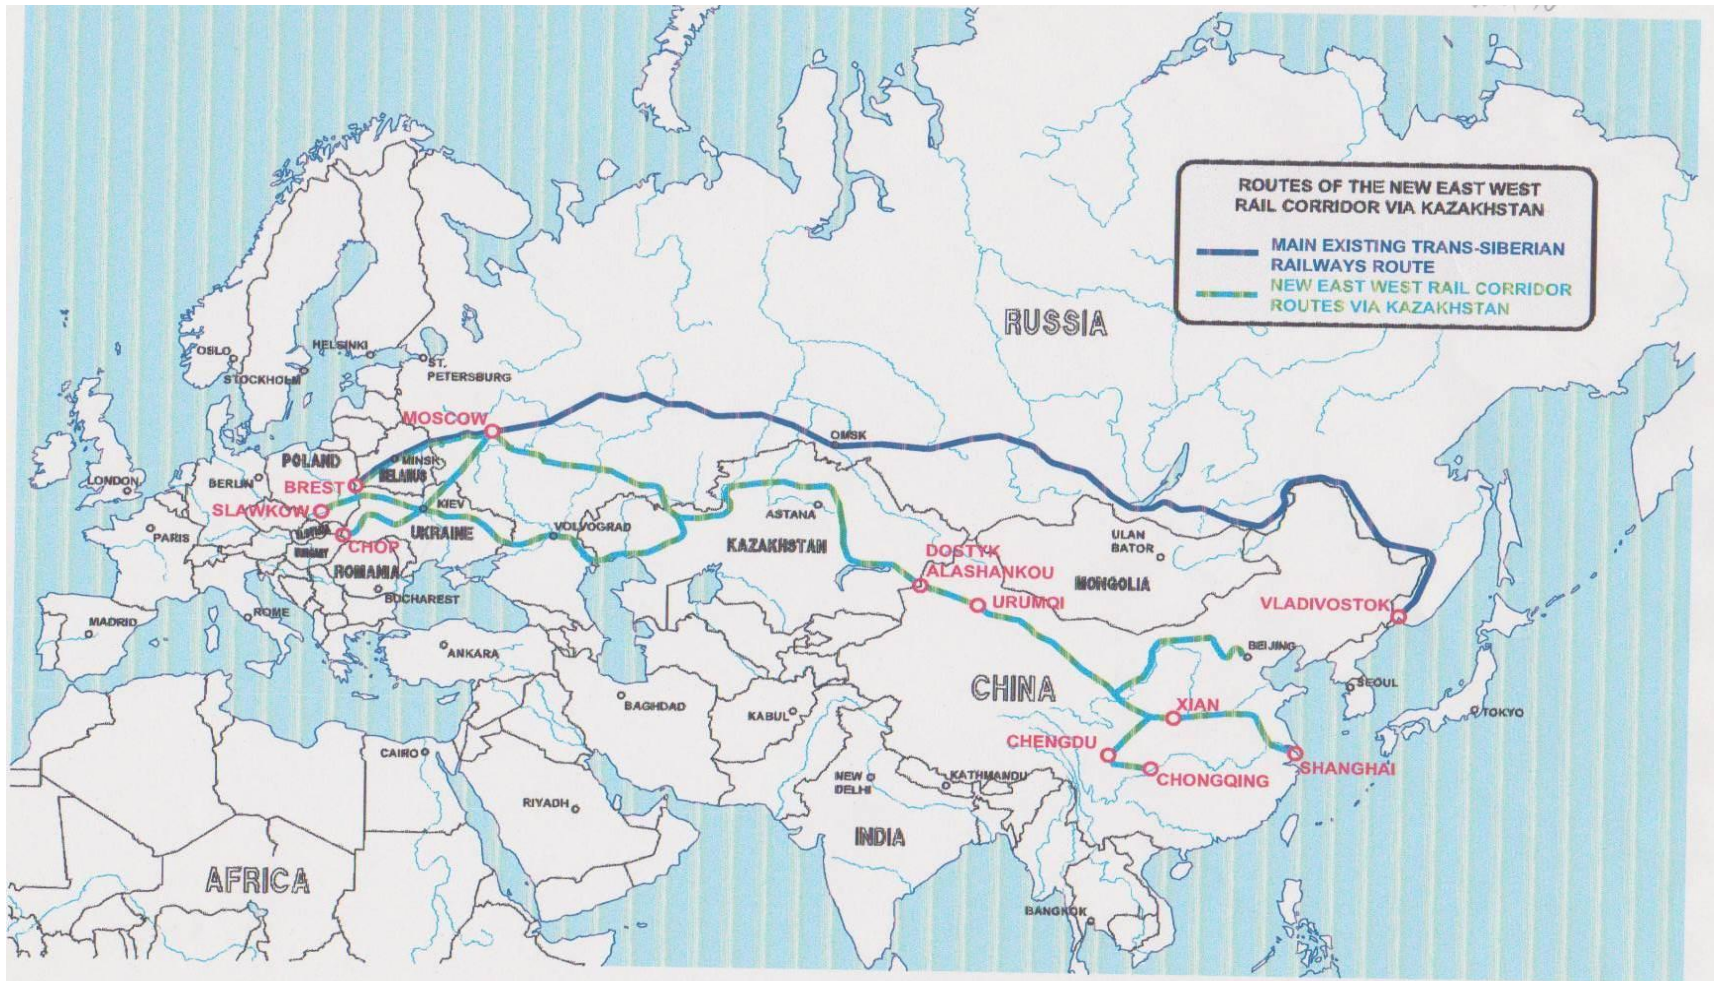 ROUTES OF THE NEW EAST WEST
RAIL CORRIDOR VIA KAZAKHSTAN
MAIN EXISTING TRANS-SIBERIAN
RAILWAYS ROUTE
NEW EAST WEST RAIL CORRIDOR
ROUTES VIA KAZAKHSTAN
RUSSIA
OSLO
HELSINKI
STOCKHOLM
ST.
PETERSBURG
MOSCOW
OMSK
POLAND
MINSK
BELARUS
LONDON
BERLIN
BREST
SLAWKOW
KIEV
ASTANA
PARIS
CHOP
UKRAINE
VOLVOGRAD
KAZAKHSTAN
ULAN
BATOR
DOSTYK
ALASHANKOU
ROMANIA
MONGOLIA
BUCHAREST
URUMQI
VLADIVOSTOK
ROME
MADRID
ANKARA
BEIJING
SEOUL
CHINA
BAGHDAD
KABUL
XIAN
TOKYO
CAIRO
CHENGDU
SHANGHAI
NEW
DELHI
KATHMANDU
CHONGQING
RIYADH
INDIA
AFRICA
BANGKOK